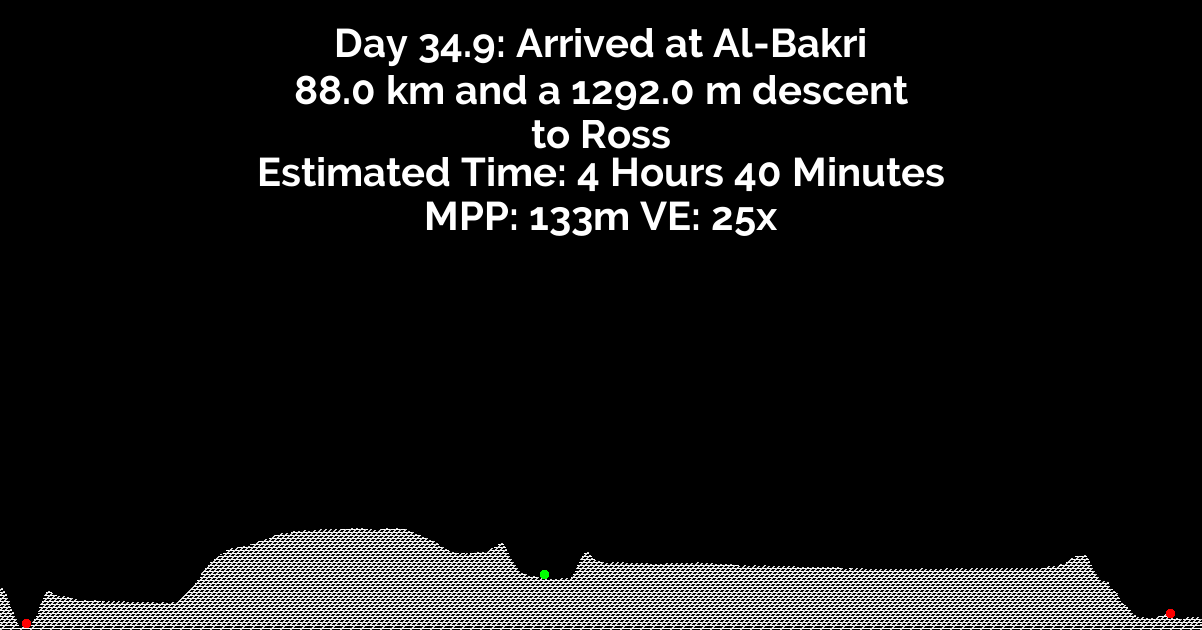 Day 34.9: Arrived at Al-Bakri
88.0 km and a 1292.0 m descent
to Ross
Estimated Time: 4 Hours 40 Minutes
MPP: 133m VE: 25x